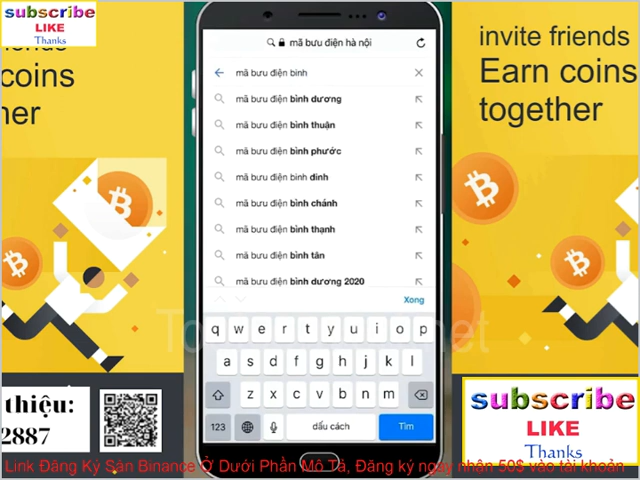 subscribe
LIKE
Thanks
coins
her
mã bưu điện hà nội
mã bưu điện binh
mã bưu điện bình dương
mã bưu điện bình thuận
mã bưu điện bình phước
mã bưu điện binh đinh
mã bưu điện bình chánh
mã bưu điện bình thạnh
mã bưu điện bình tân
mã bưu điện bình dương 2020
Xong
q w e r t y u i o p
a s d f g h j k l
z x c v b n m
123 dấu cách Tìm
invite friends
Earn coins
together
thiệu:
2887
subscribe
LIKE
Thanks
Link Đăng Ký Sàn Binance Ở Dưới Phần Mô Tả, Đăng ký ngay nhận 50$ vào tài khoản